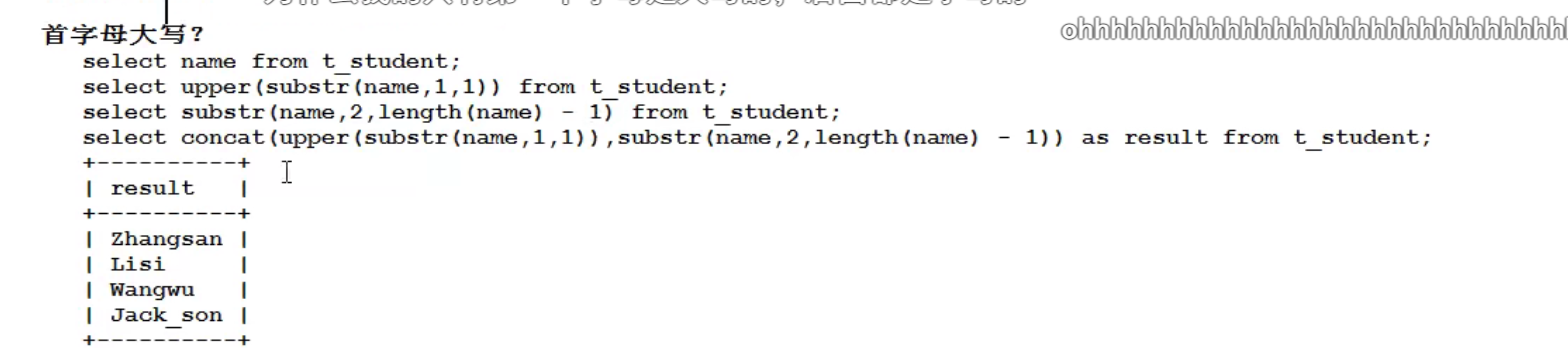 首字母大写？
select name from t_student;
select upper(substr(name,1,1)) from t_student;
select substr(name,2,length(name) - 1) from t_student;
select concat(upper(substr(name,1,1)),substr(name,2,length(name) - 1)) as result from t_student;
+----------+
| result   |
+----------+
| Zhangsan |
| Lisi     |
| Wangwu   |
| Jack_son |
+----------+